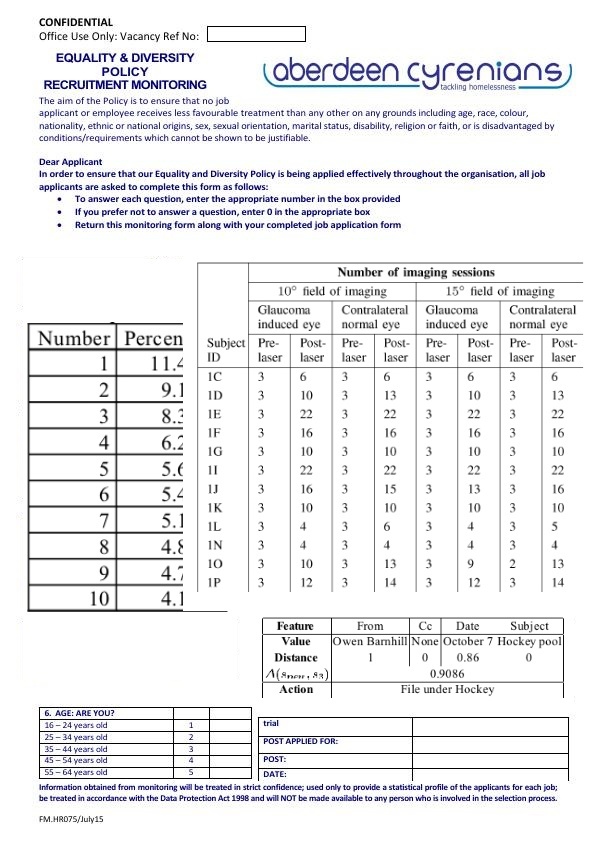 CONFIDENTIAL
Office Use Only: Vacancy Ref No:
EQUALITY & DIVERSITY
POLICY
RECRUITMENT MONITORING
aberdeen cyrenians
tackling homelessness
The aim of the Policy is to ensure that no job
applicant or employee receives less favourable treatment than any other on any grounds including age, race, colour,
nationality, ethnic or national origins, sex, sexual orientation, marital status, disability, religion or faith, or is disadvantaged by
conditions/requirements which cannot be shown to be justifiable.
Dear Applicant
In order to ensure that our Equality and Diversity Policy is being applied effectively throughout the organisation, all job
applicants are asked to complete this form as follows:
• To answer each question, enter the appropriate number in the box provided
• If you prefer not to answer a question, enter 0 in the appropriate box
• Return this monitoring form along with your completed job application form
Number Percen
1 11.4
2 9.1
3 8.3
4 6.2
5 5.6
6 5.4
7 5.1
8 4.8
9 4.7
10 4.1
Number of imaging sessions
10° field of imaging 15° field of imaging
Glaucoma Contralateral Glaucoma Contralateral
induced eye normal eye induced eye normal eye
Subject Pre- Post- Pre- Post- Pre- Post- Pre- Post-
ID laser laser laser laser laser laser laser laser
1C 3 6 3 6 3 6 3 6
1D 3 10 3 13 3 10 3 13
1E 3 22 3 22 3 22 3 22
1F 3 16 3 16 3 16 3 16
1G 3 10 3 10 3 10 3 10
1I 3 22 3 22 3 22 3 22
1J 3 16 3 15 3 13 3 16
1K 3 10 3 10 3 10 3 10
1L 3 4 3 6 3 4 3 5
1N 3 4 3 4 3 4 3 4
1O 3 10 3 13 3 9 2 13
1P 3 12 3 14 3 12 3 14
Feature From Cc Date Subject
Value Owen Barnhill None October 7 Hockey pool
Distance 1 0 0.86 0
0.9086
Action File under Hockey
6. AGE: ARE YOU?
16 – 24 years old 1
25 – 34 years old 2
35 – 44 years old 3
45 – 54 years old 4
55 – 64 years old 5
trial
POST APPLIED FOR:
POST:
DATE:
Information obtained from monitoring will be treated in strict confidence; used only to provide a statistical profile of the applicants for each job;
be treated in accordance with the Data Protection Act 1998 and will NOT be made available to any person who is involved in the selection process.
FM.HR075/July15